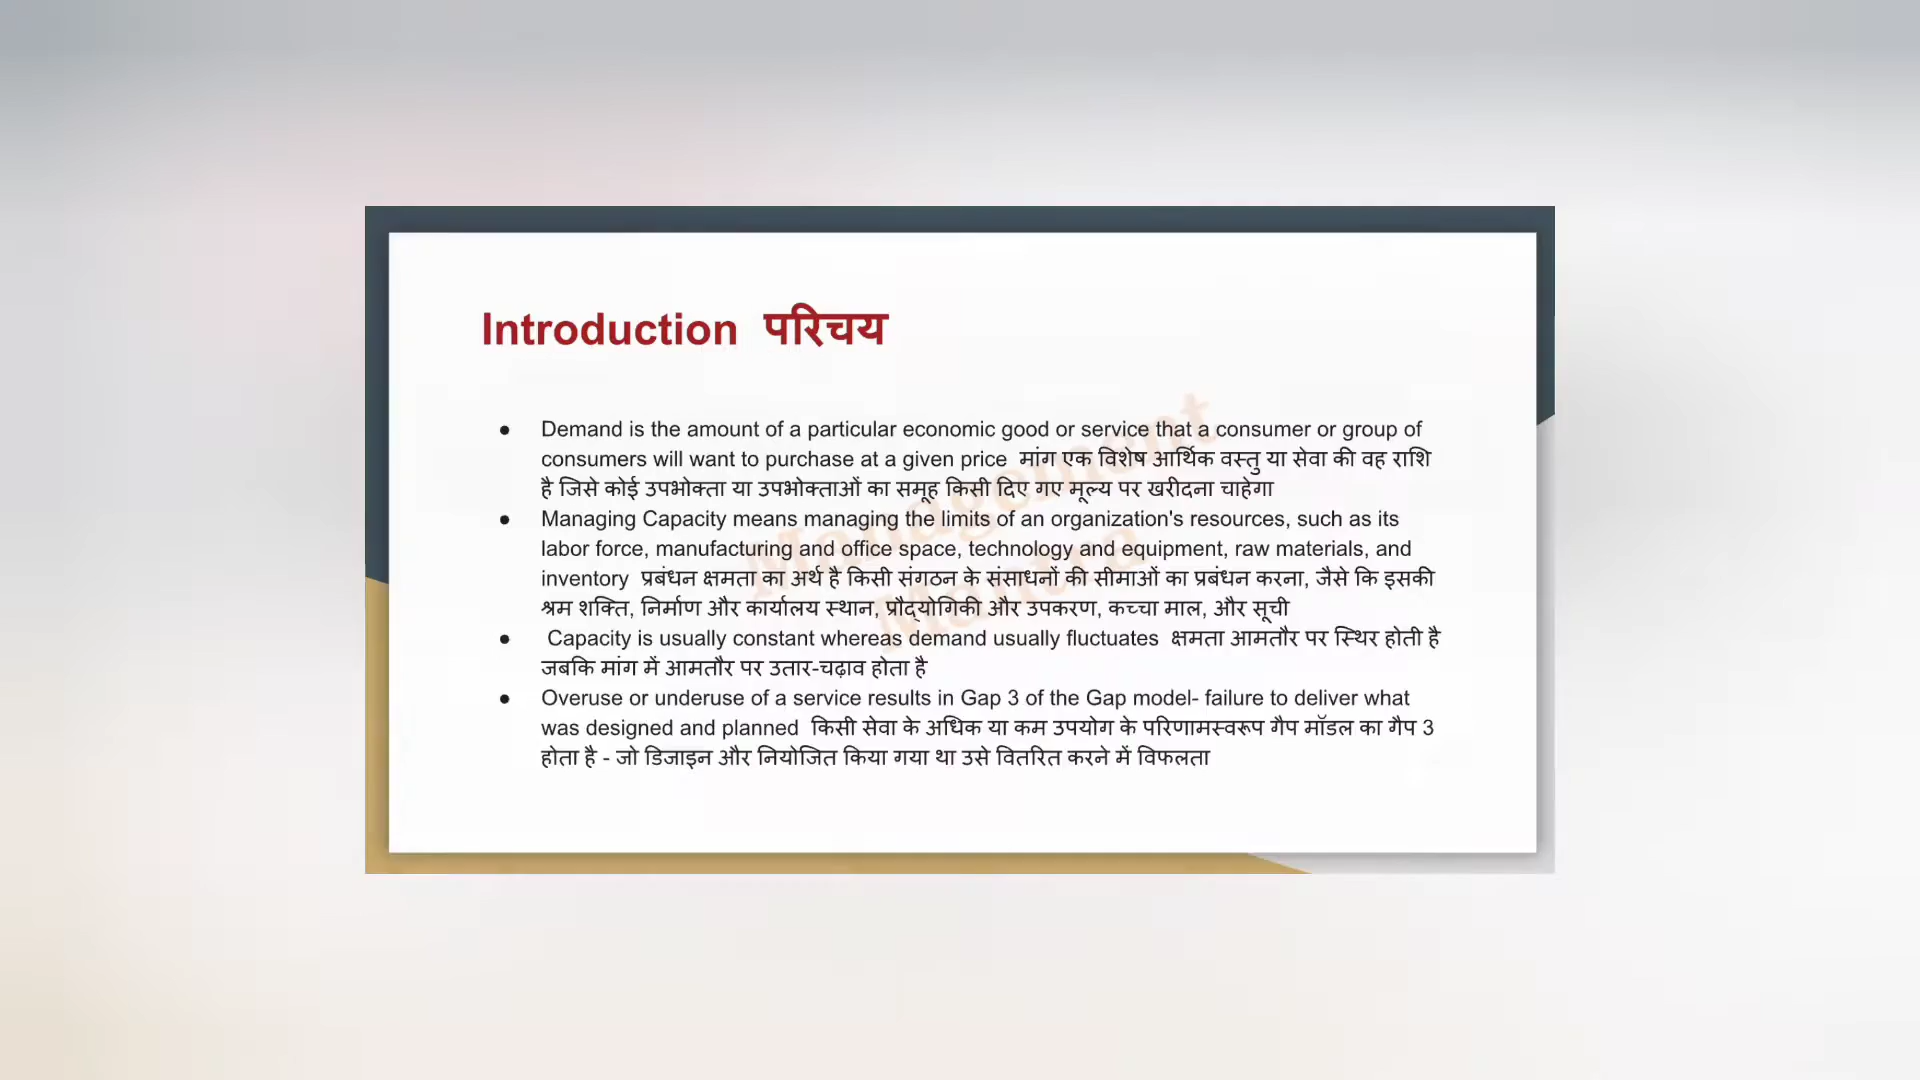 Introduction परिचय
● Demand is the amount of a particular economic good or service that a consumer or group of
consumers will want to purchase at a given price मांग एक विशेष आर्थिक वस्तु या सेवा की वह राशि
है जिसे कोई उपभोक्ता या उपभोक्ताओं का समूह किसी दिए गए मूल्य पर खरीदना चाहेगा
● Managing Capacity means managing the limits of an organization's resources, such as its
labor force, manufacturing and office space, technology and equipment, raw materials, and
inventory प्रबंधन क्षमता का अर्थ है किसी संगठन के संसाधनों की सीमाओं का प्रबंधन करना, जैसे कि इसकी
श्रम शक्ति, निर्माण और कार्यालय स्थान, प्रौद्योगिकी और उपकरण, कच्चा माल, और सूची
● Capacity is usually constant whereas demand usually fluctuates क्षमता आमतौर पर स्थिर होती है
जबकि मांग में आमतौर पर उतार-चढ़ाव होता है
● Overuse or underuse of a service results in Gap 3 of the Gap model- failure to deliver what
was designed and planned किसी सेवा के अधिक या कम उपयोग के परिणामस्वरूप गैप मॉडल का गैप 3
होता है - जो डिजाइन और नियोजित किया गया था उसे वितरित करने में विफलता
Management
Mantra